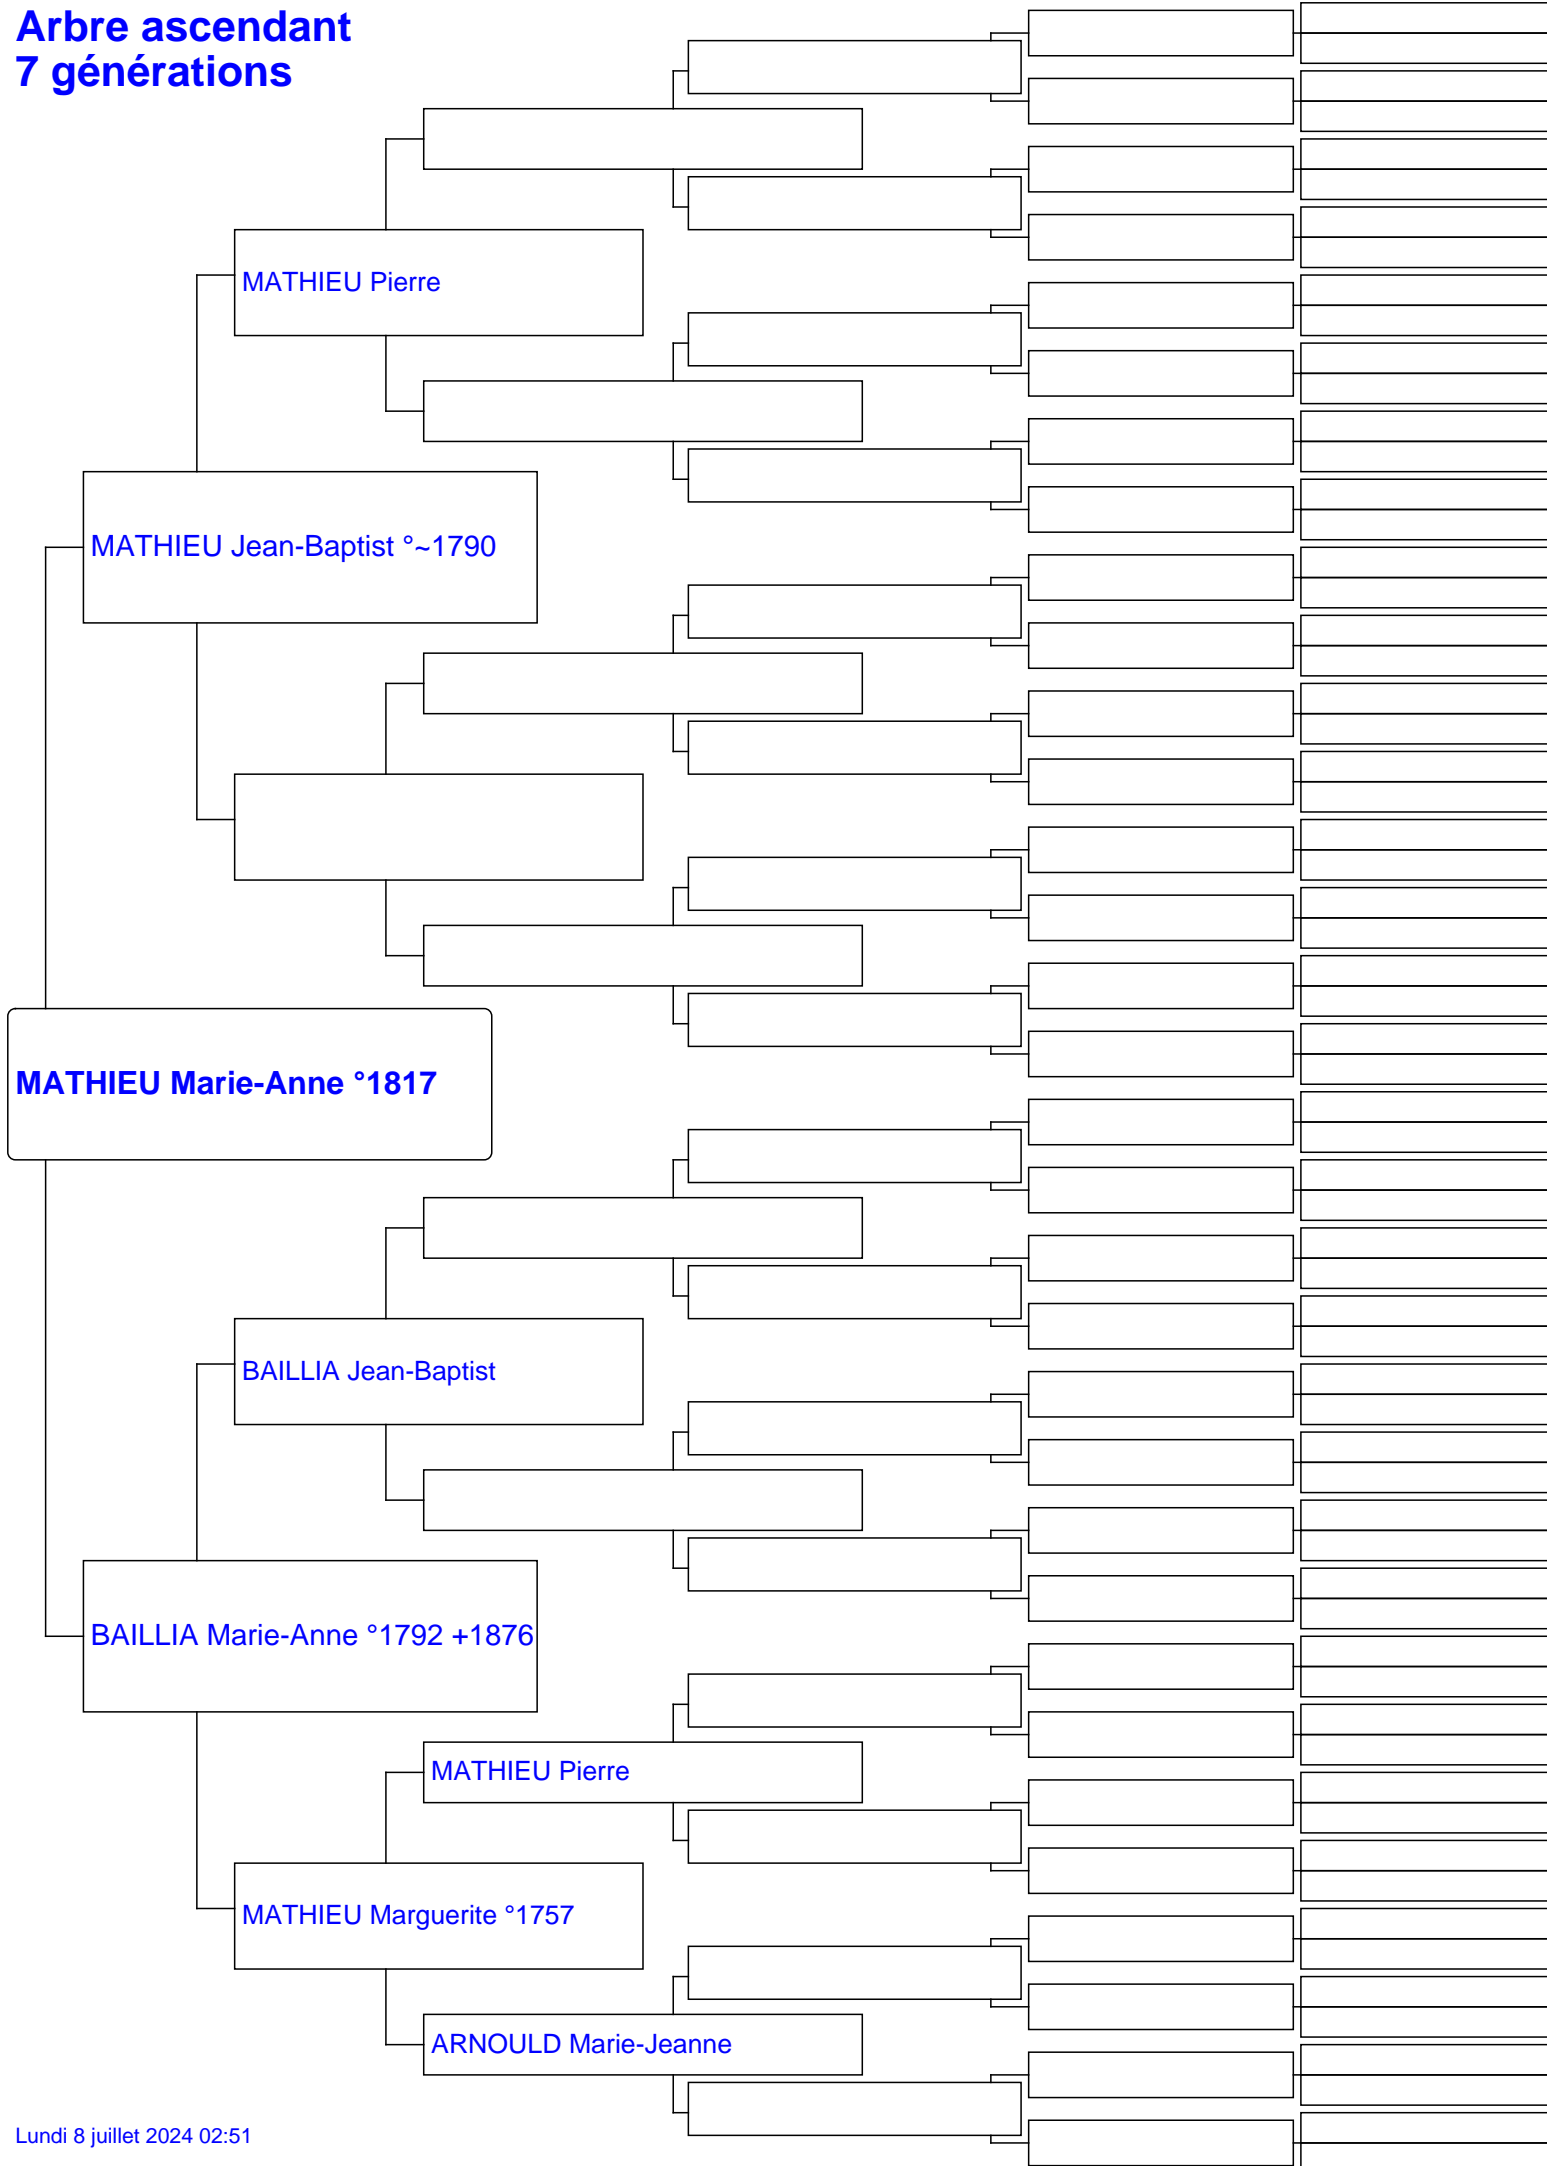 Arbre ascendant
7 générations
MATHIEU Pierre
MATHIEU Jean-Baptist °~1790
MATHIEU Marie-Anne °1817
BAILLIA Jean-Baptist
BAILLIA Marie-Anne °1792 +1876
MATHIEU Pierre
MATHIEU Marguerite °1757
ARNOULD Marie-Jeanne
Lundi 8 juillet 2024 02:51